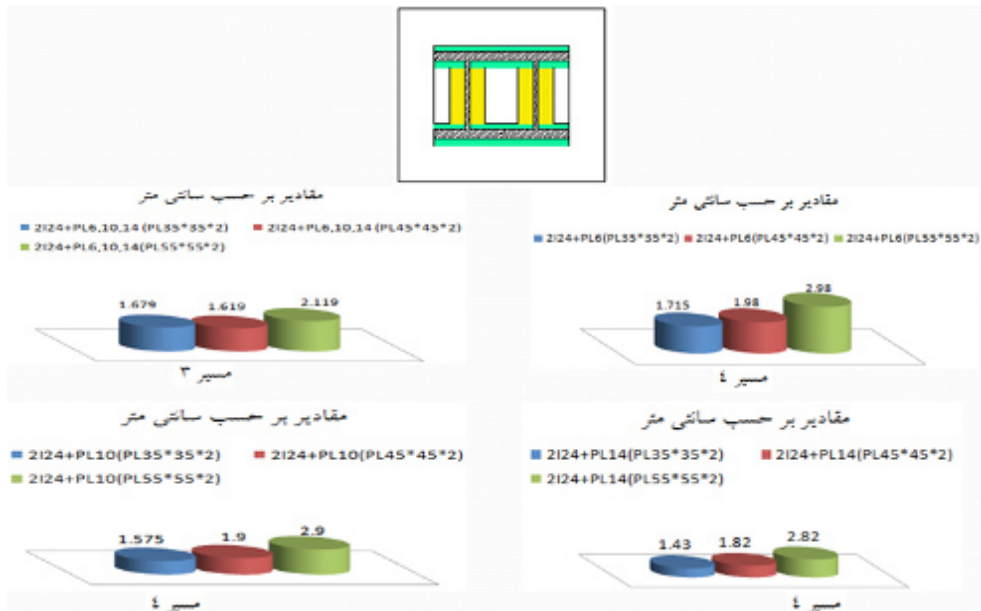 مقادیر بر حسب سانتی متر
2I24+PL6,10,14 (PL35*35*2) 2I24+PL6,10,14 (PL45*45*2)
2I24+PL6,10,14 (PL55*55*2)
1.679 1.619 2.119
مسیر ٣
مقادیر بر حسب سانتی متر
2I24+PL6(PL35*35*2) 2I24+PL6(PL45*45*2) 2I24+PL6(PL55*55*2)
1.715 1.98 2.98
مسیر ٤
مقادیر بر حسب سانتی متر
2I24+PL10(PL35*35*2) 2I24+PL10(PL45*45*2)
2I24+PL10(PL55*55*2)
1.575 1.9 2.9
مسیر ٤
مقادیر بر حسب سانتی متر
2I24+PL14(PL35*35*2) 2I24+PL14(PL45*45*2)
2I24+PL14(PL55*55*2)
1.43 1.82 2.82
مسیر ٤